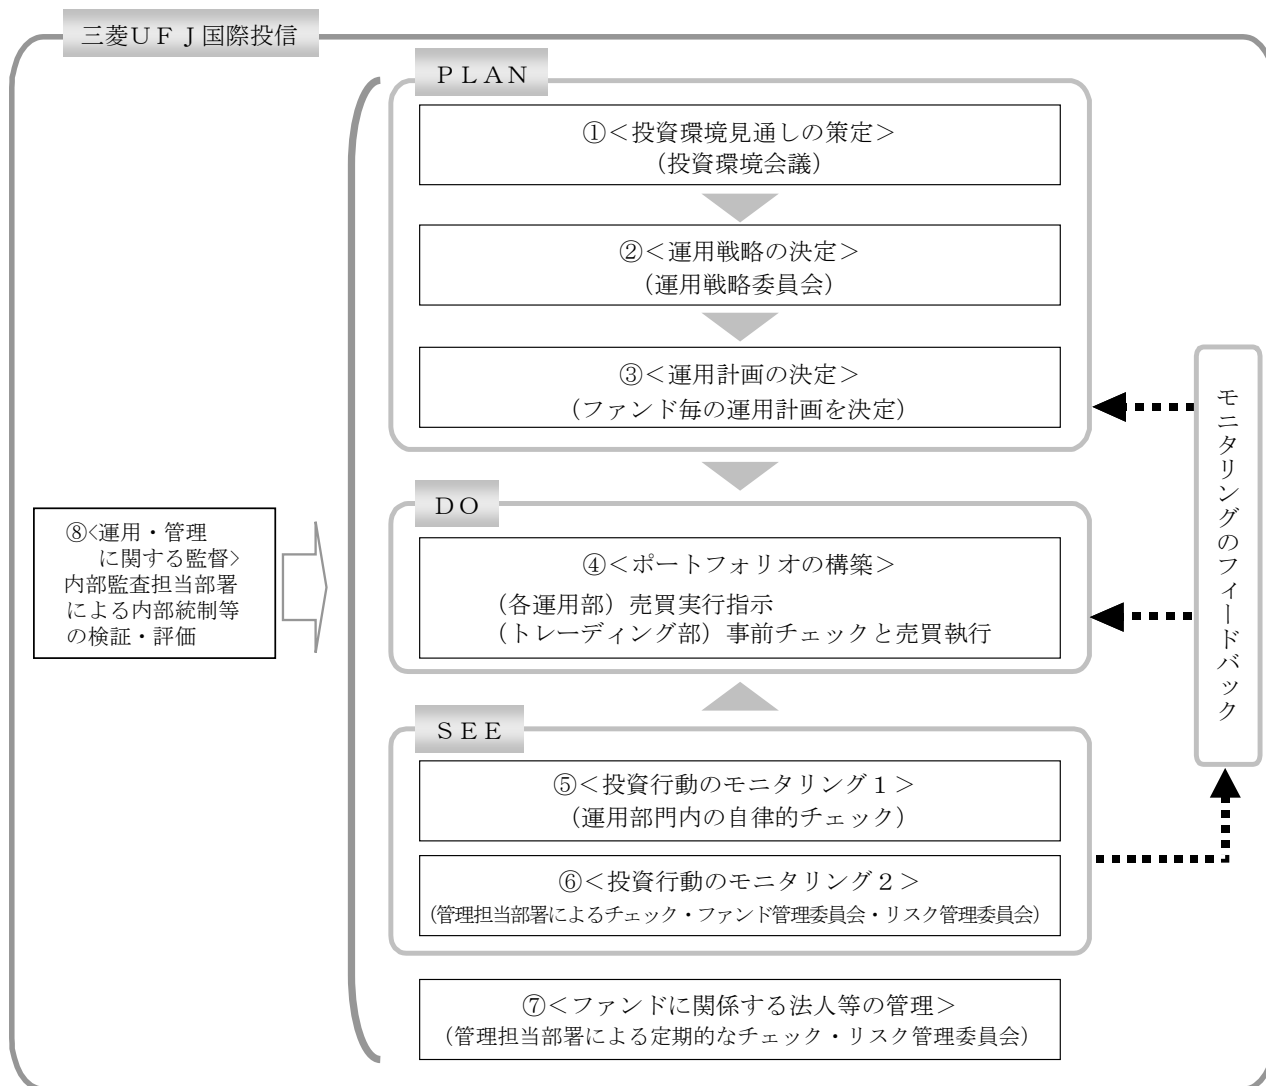 三菱UFJ国際投信
PLAN
①<投資環境見通しの策定>
(投資環境会議)
②<運用戦略の決定>
(運用戦略委員会)
③<運用計画の決定>
(ファンド毎の運用計画を決定)
DO
④<ポートフォリオの構築>
(各運用部)売買実行指示
(トレーディング部)事前チェックと売買執行
SEE
⑤<投資行動のモニタリング1>
(運用部門内の自律的チェック)
⑥<投資行動のモニタリング2>
(管理担当部署によるチェック・ファンド管理委員会・リスク管理委員会)
⑦<ファンドに関係する法人等の管理>
(管理担当部署による定期的なチェック・リスク管理委員会)
⑧<運用・管理
に関する監督>
内部監査担当部署
による内部統制等
の検証・評価
モニタリングのフィードバック